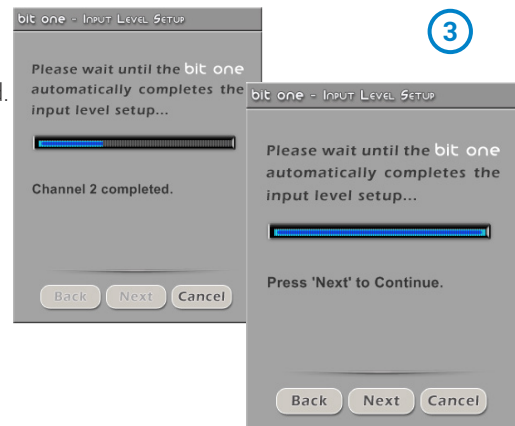 bit one - Input Level Setup
Please wait until the bit one
automatically completes the
input level setup...
Channel 2 completed.
Back Next Cancel
3
bit one - Input Level Setup
Please wait until the bit one
automatically completes the
input level setup...
Press 'Next' to Continue.
Back Next Cancel